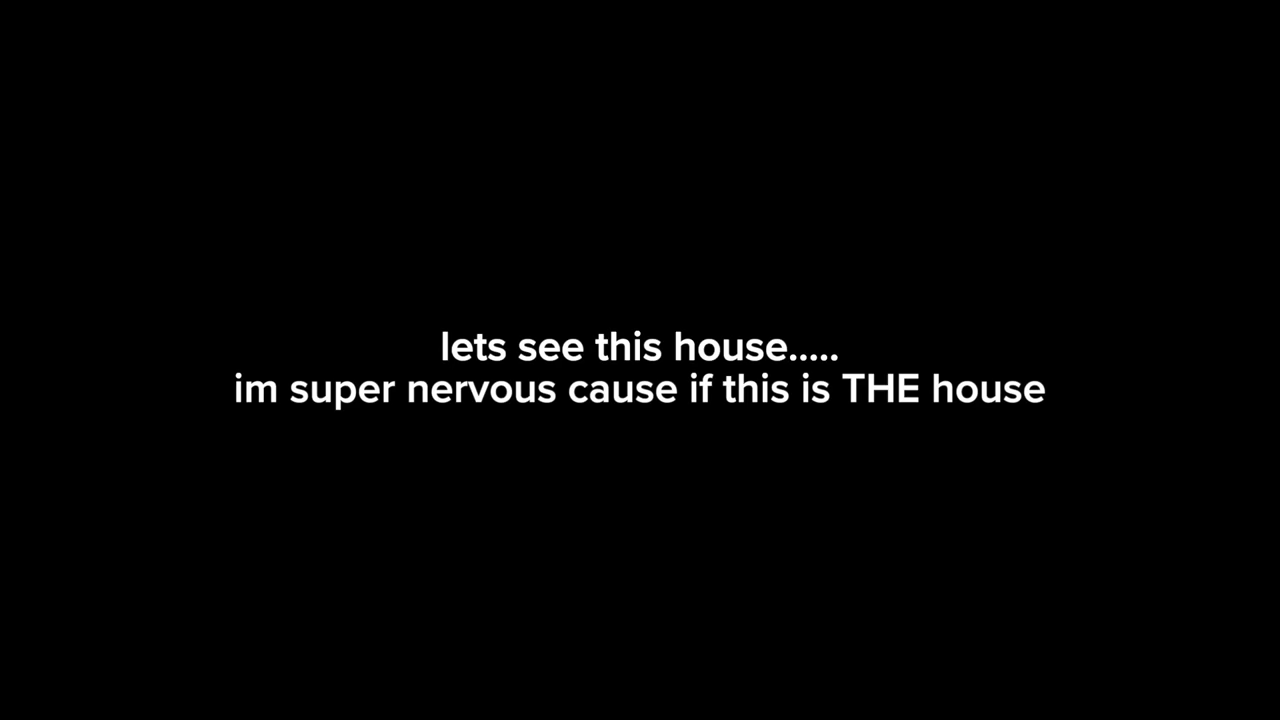 lets see this house.....
im super nervous cause if this is THE house